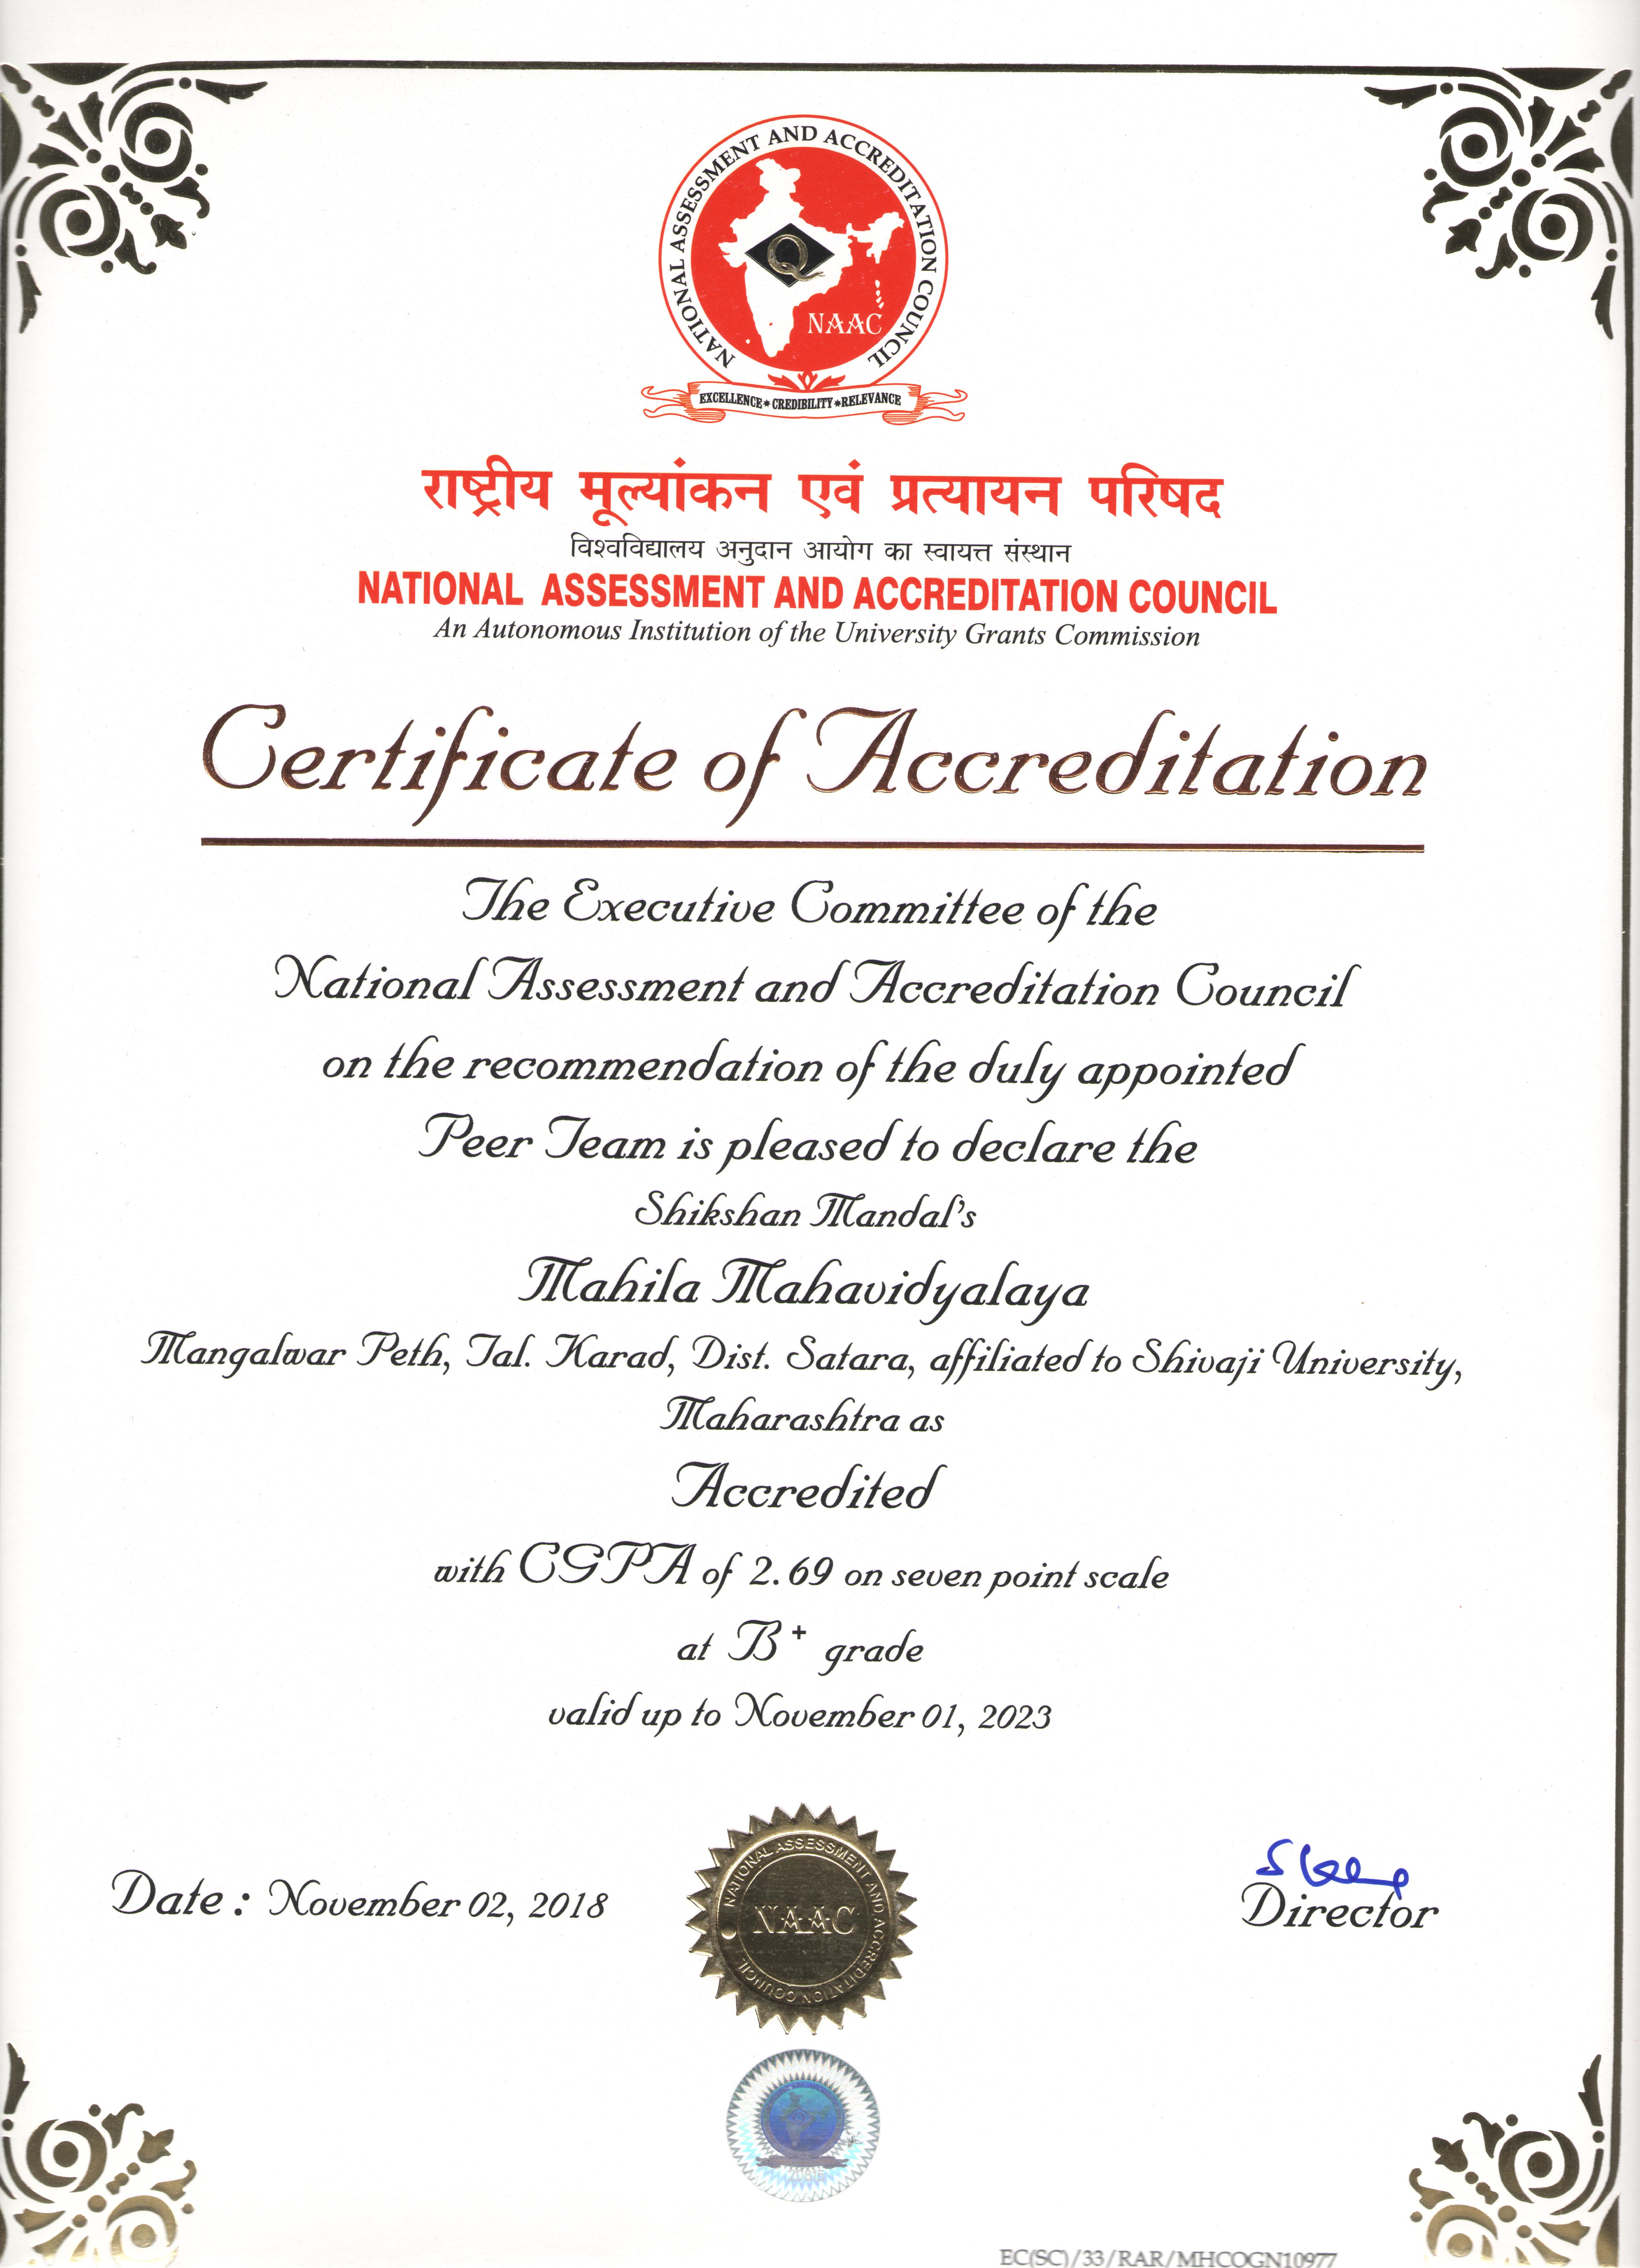 NATIONAL ASSESSMENT AND ACCREDITATION COUNCIL
Q
NAAC
EXCELLENCE * CREDIBILITY * RELEVANCE
राष्ट्रीय मूल्यांकन एवं प्रत्यायन परिषद
विश्वविद्यालय अनुदान आयोग का स्वायत्त संस्थान
NATIONAL ASSESSMENT AND ACCREDITATION COUNCIL
An Autonomous Institution of the University Grants Commission
Certificate of Accreditation
The Executive Committee of the
National Assessment and Accreditation Council
on the recommendation of the duly appointed
Peer Team is pleased to declare the
Shikshan Mandal's
Mahila Mahavidyalaya
Mangalwar Peth, Tal. Karad, Dist. Satara, affiliated to Shivaji University,
Maharashtra as
Accredited
with CGPA of 2.69 on seven point scale
at B+ grade
valid up to November 01, 2023
Date : November 02, 2018
NATIONAL ASSESSMENT AND ACCREDITATION COUNCIL
NAAC
Director
EC(SC)/33/RAR/MHCOGN10977